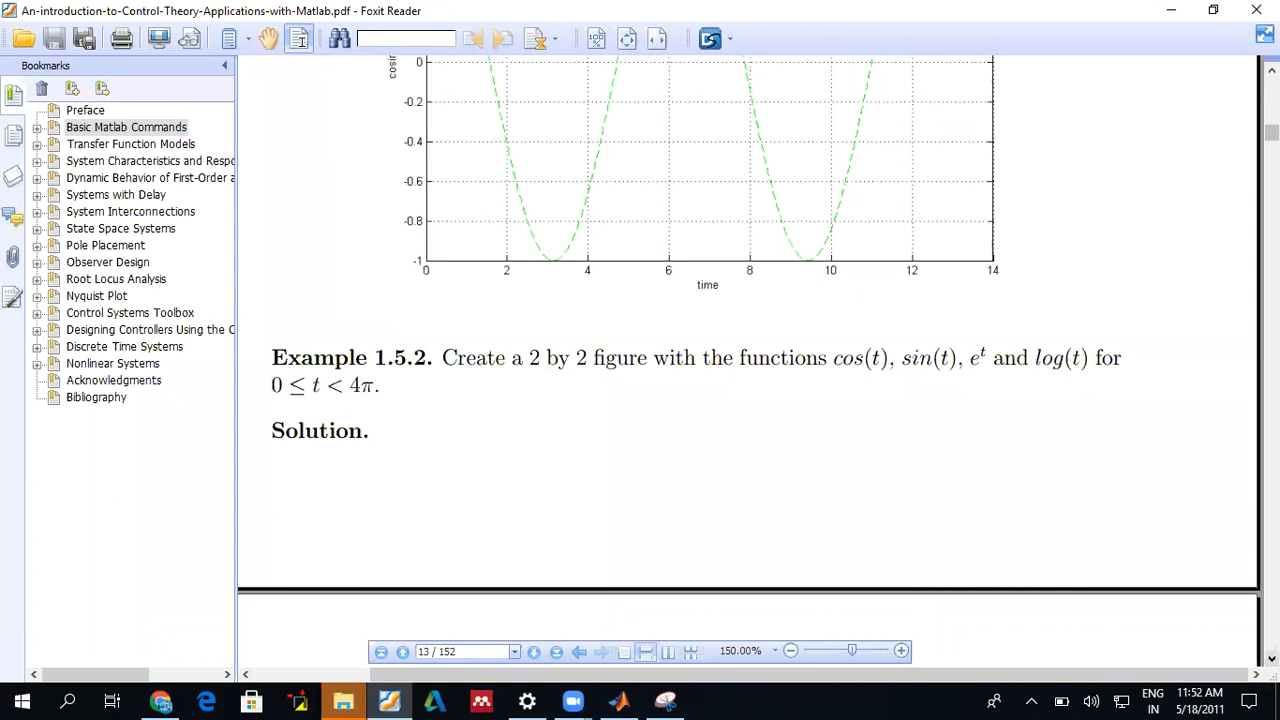 An-introduction-to-Control-Theory-Applications-with-Matlab.pdf - Foxit Reader
Bookmarks
Preface
Basic Matlab Commands
Transfer Function Models
System Characteristics and Respo
Dynamic Behavior of First-Order a
Systems with Delay
System Interconnections
State Space Systems
Pole Placement
Observer Design
Root Locus Analysis
Nyquist Plot
Control Systems Toolbox
Designing Controllers Using the C
Discrete Time Systems
Nonlinear Systems
Acknowledgments
Bibliography
cosin
0
-0.2
-0.4
-0.6
-0.8
-1
0 2 4 6 8 10 12 14
time
Example 1.5.2. Create a 2 by 2 figure with the functions cos(t), sin(t), e^t and log(t) for
0 ≤ t < 4π.
Solution.
13 / 152
150.00%
ENG
IN
11:52 AM
5/18/2011